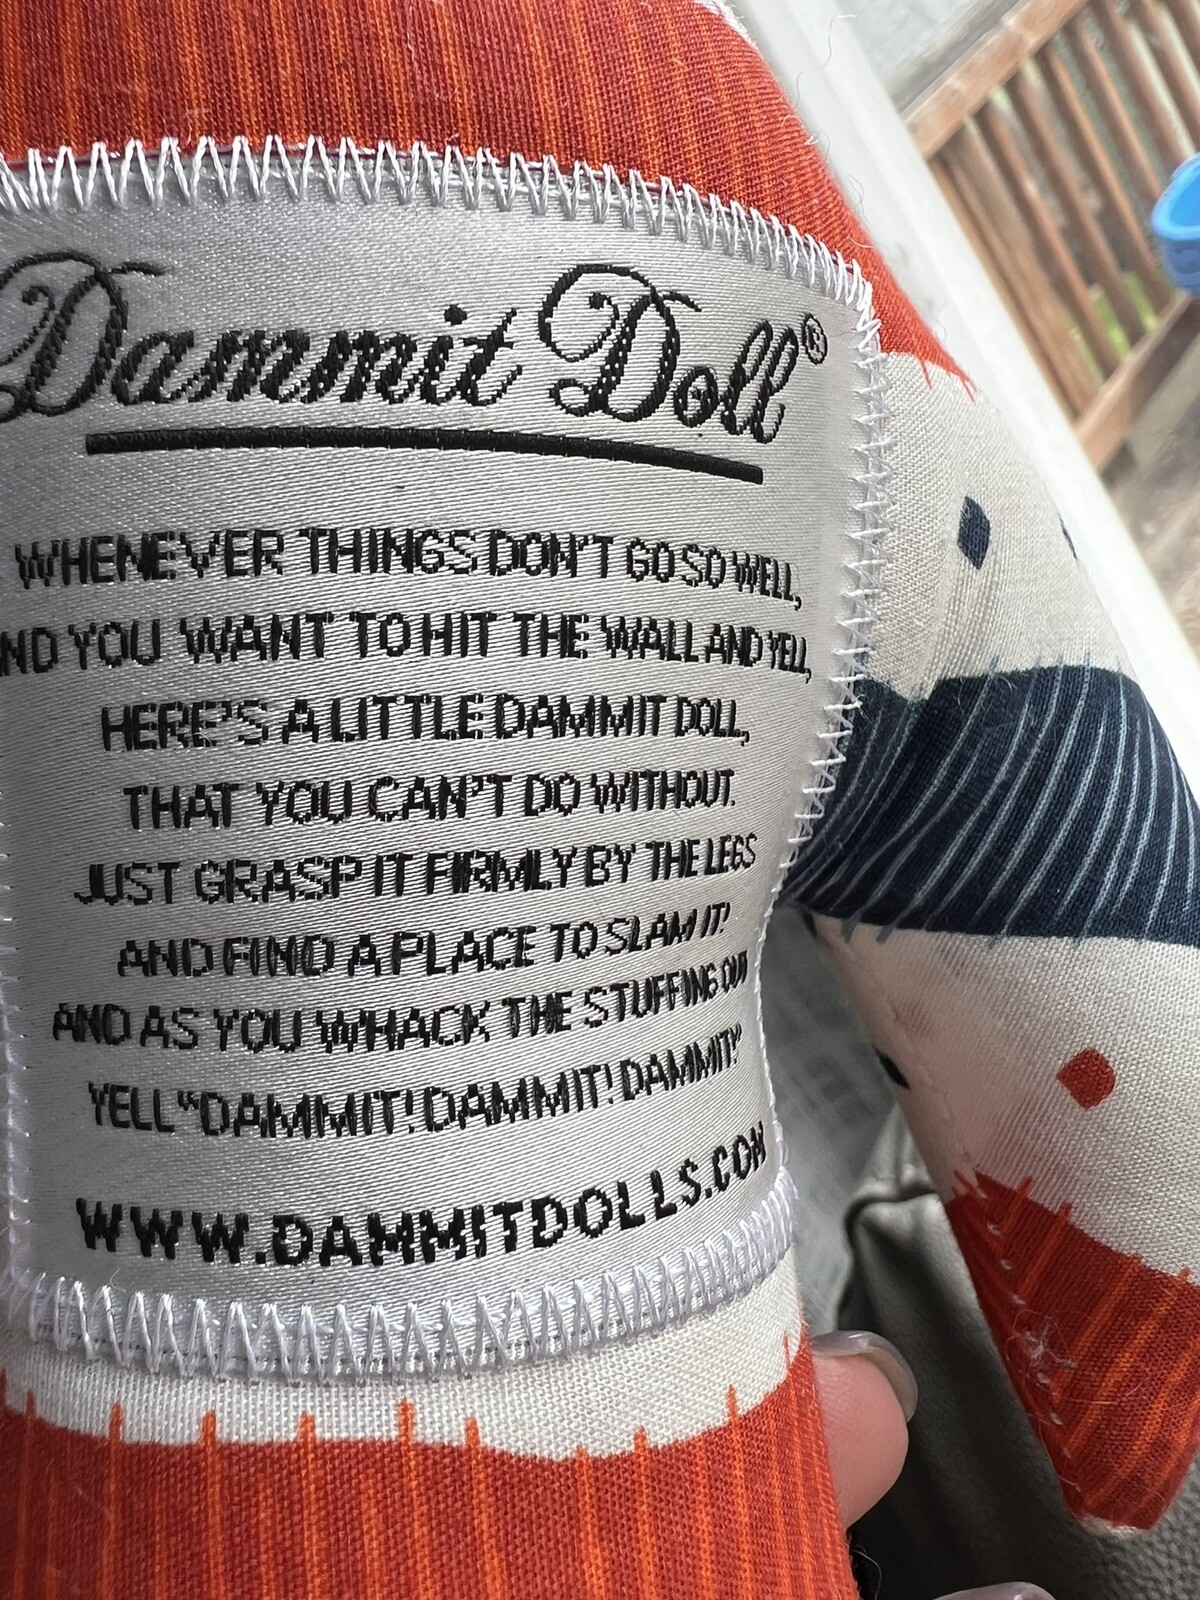 Dammit Doll®
WHENEVER THINGS DON'T GO SO WELL,
AND YOU WANT TO HIT THE WALL AND YELL,
HERE'S A LITTLE DAMMIT DOLL,
THAT YOU CAN'T DO WITHOUT.
JUST GRASP IT FIRMLY BY THE LEGS
AND FIND A PLACE TO SLAM IT!
AND AS YOU WHACK THE STUFFING OUT
YELL "DAMMIT! DAMMIT! DAMMIT!"
WWW.DAMMITDOLLS.COM